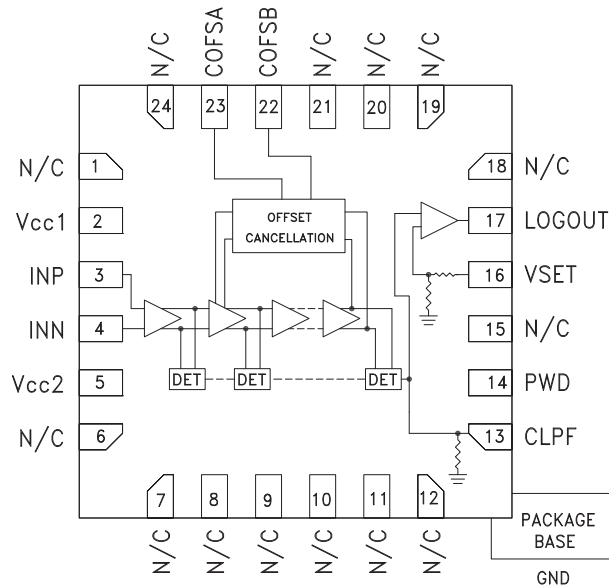 N/C COFSA COFSB N/C N/C N/C
24 23 22 21 20 19
N/C 1
Vcc1 2
INP 3
INN 4
Vcc2 5
N/C 6
OFFSET
CANCELLATION
DET DET DET
18 N/C
17 LOGOUT
16 VSET
15 N/C
14 PWD
13 CLPF
7 8 9 10 11 12
N/C N/C N/C N/C N/C N/C
PACKAGE
BASE
GND